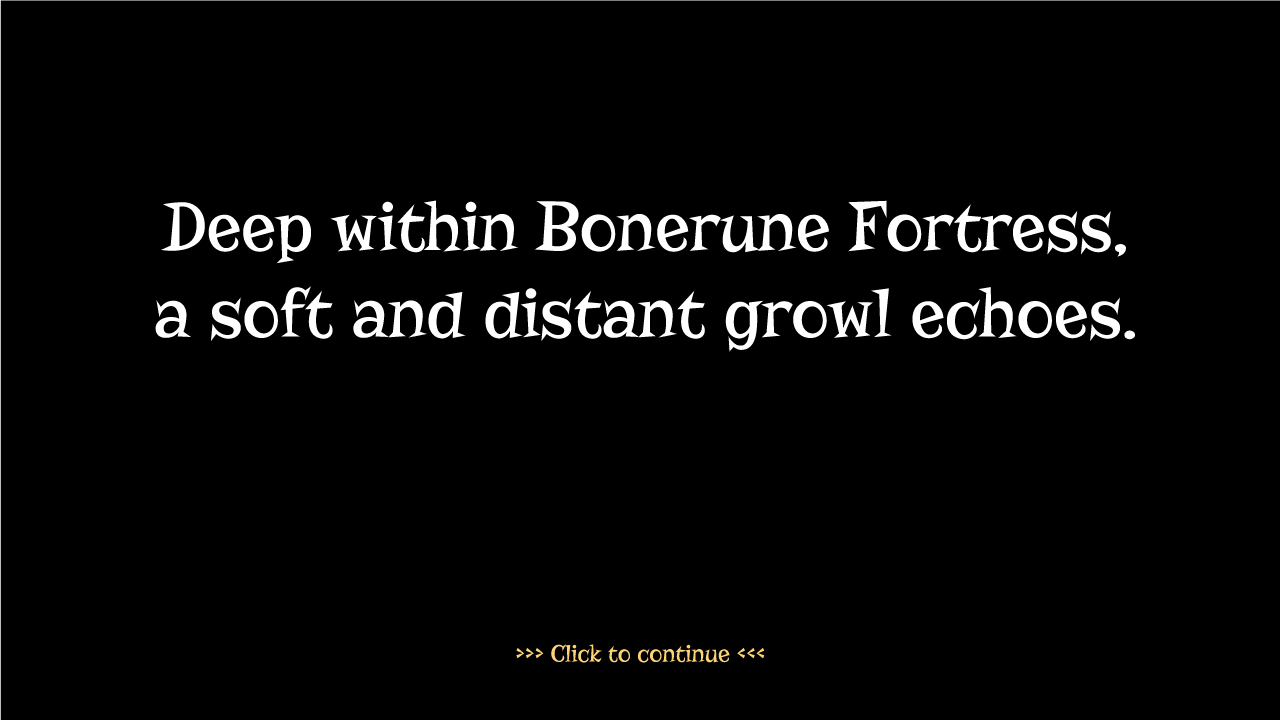 Deep within Bonerune Fortress,
a soft and distant growl echoes.
>>> Click to continue <<<